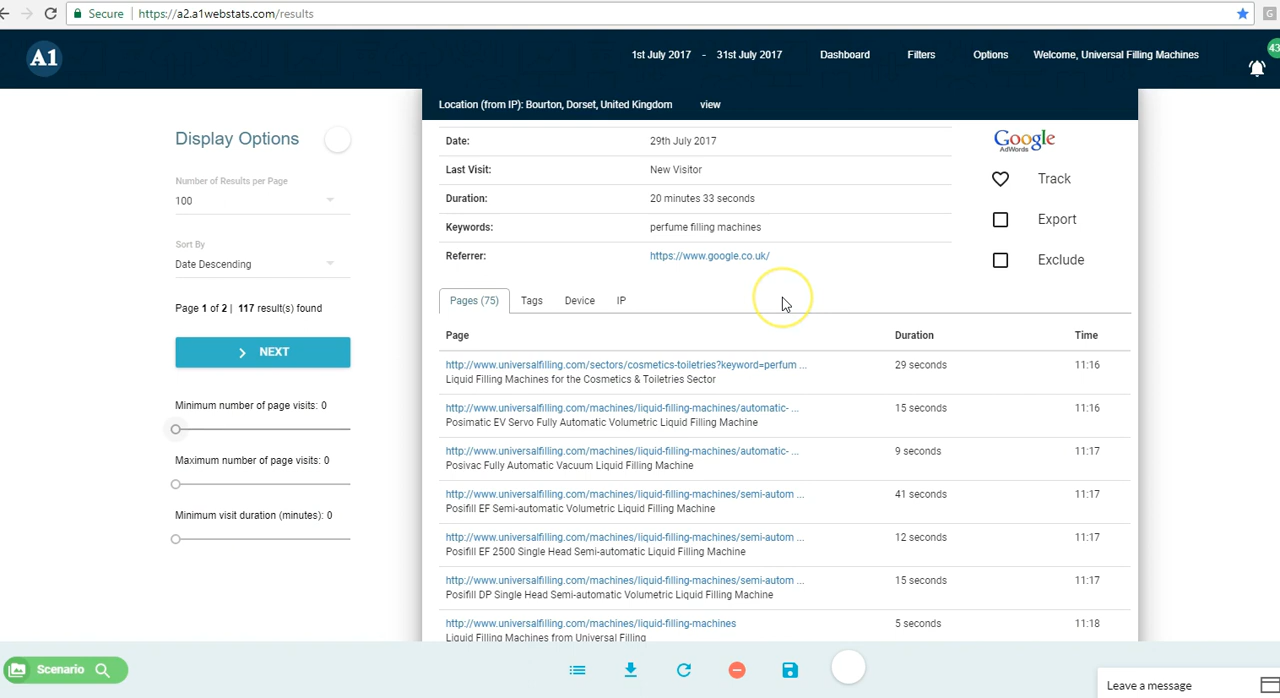 Secure https://a2.a1webstats.com/results
G
A1
1st July 2017 - 31st July 2017 Dashboard Filters Options Welcome, Universal Filling Machines
43
Location (from IP): Bourton, Dorset, United Kingdom view
Display Options
Number of Results per Page
100
Sort By
Date Descending
Page 1 of 2 | 117 result(s) found
NEXT
Minimum number of page visits: 0
Maximum number of page visits: 0
Minimum visit duration (minutes): 0
Date: 29th July 2017
Last Visit: New Visitor
Duration: 20 minutes 33 seconds
Keywords: perfume filling machines
Referrer: https://www.google.co.uk/
Google
AdWords
Track
Export
Exclude
Pages (75) Tags Device IP
Page Duration Time
http://www.universalfilling.com/sectors/cosmetics-toiletries?keyword=perfum ... 29 seconds 11:16
Liquid Filling Machines for the Cosmetics & Toiletries Sector
http://www.universalfilling.com/machines/liquid-filling-machines/automatic- ... 15 seconds 11:16
Posimatic EV Servo Fully Automatic Volumetric Liquid Filling Machine
http://www.universalfilling.com/machines/liquid-filling-machines/automatic- ... 9 seconds 11:17
Posivac Fully Automatic Vacuum Liquid Filling Machine
http://www.universalfilling.com/machines/liquid-filling-machines/semi-autom ... 41 seconds 11:17
Posifill EF Semi-automatic Volumetric Liquid Filling Machine
http://www.universalfilling.com/machines/liquid-filling-machines/semi-autom ... 12 seconds 11:17
Posifill EF 2500 Single Head Semi-automatic Liquid Filling Machine
http://www.universalfilling.com/machines/liquid-filling-machines/semi-autom ... 15 seconds 11:17
Posifill DP Single Head Semi-automatic Volumetric Liquid Filling Machine
http://www.universalfilling.com/machines/liquid-filling-machines 5 seconds 11:18
Liquid Filling Machines from Universal Filling
Scenario
Leave a message